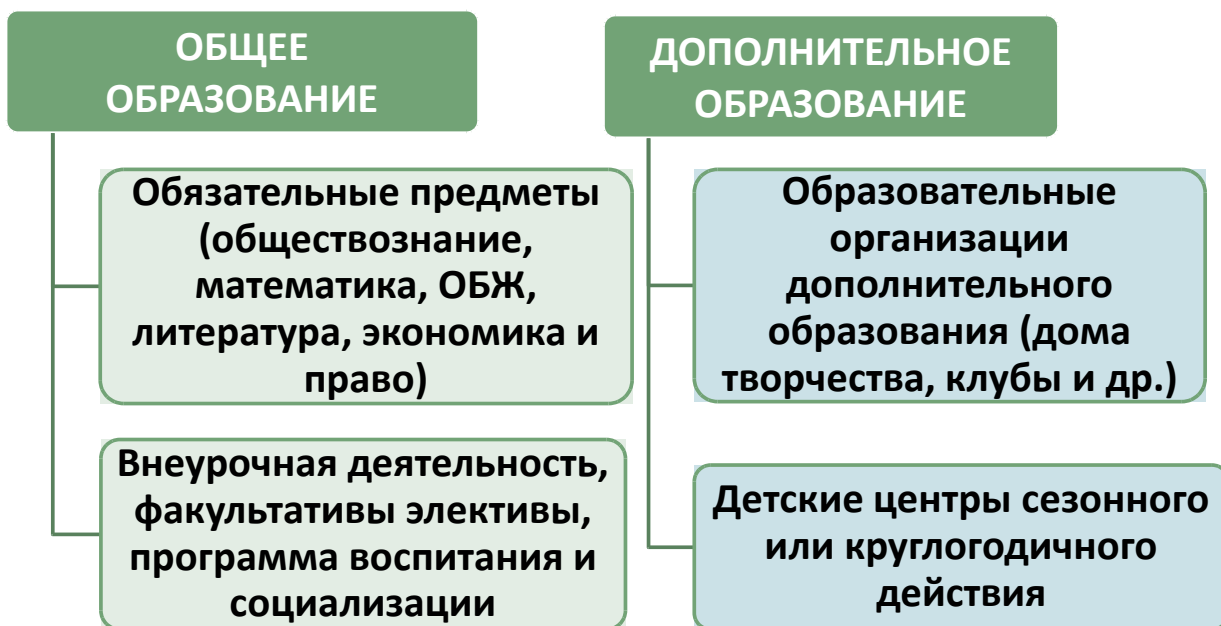 ОБЩЕЕ
ОБРАЗОВАНИЕ
Обязательные предметы
(обществознание,
математика, ОБЖ,
литература, экономика и
право)
Внеурочная деятельность,
факультативы элективы,
программа воспитания и
социализации
ДОПОЛНИТЕЛЬНОЕ
ОБРАЗОВАНИЕ
Образовательные
организации
дополнительного
образования (дома
творчества, клубы и др.)
Детские центры сезонного
или круглогодичного
действия